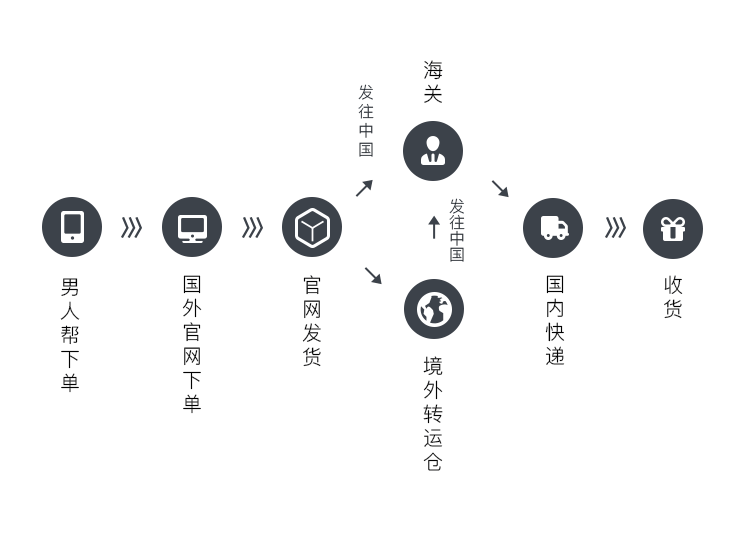 男人帮下单
国外官网下单
官网发货
发往中国
海关
发往中国
境外转运仓
国内快递
收货